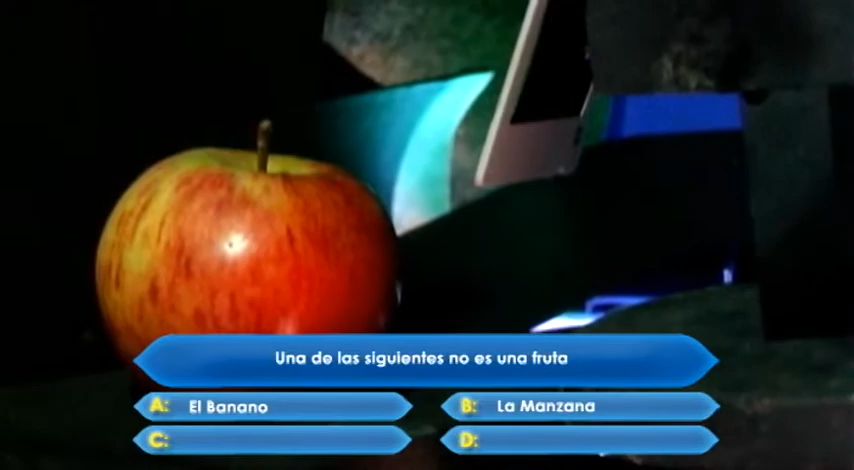 Una de las siguientes no es una fruta
A: El Banano
B: La Manzana
C:
D: